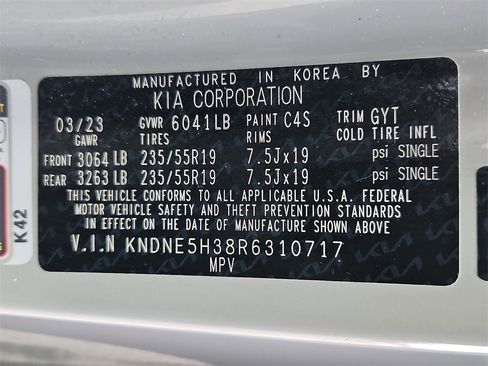 MANUFACTURED IN KOREA BY
KIA CORPORATION
03/23 GVWR 6041LB PAINT C4S TRIM GYT
GAWR TIRES RIMS COLD TIRE INFL
FRONT 3064 LB 235/55R19 7.5Jx19 psi SINGLE
REAR 3263 LB 235/55R19 7.5Jx19 psi SINGLE
THIS VEHICLE CONFORMS TO ALL APPLICABLE U.S.A. FEDERAL
MOTOR VEHICLE SAFETY AND THEFT PREVENTION STANDARDS
IN EFFECT ON THE DATE OF MANUFACTURE SHOWN ABOVE
V.I.N KNDNE5H38R6310717
MPV
K42